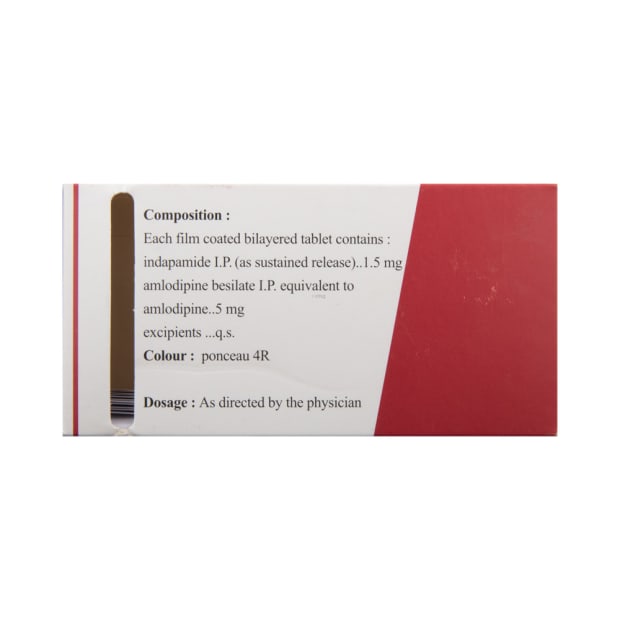 Composition :
Each film coated bilayered tablet contains :
indapamide I.P. (as sustained release)..1.5 mg
amlodipine besilate I.P. equivalent to
amlodipine..5 mg
excipients ...q.s.
Colour : ponceau 4R
Dosage : As directed by the physician